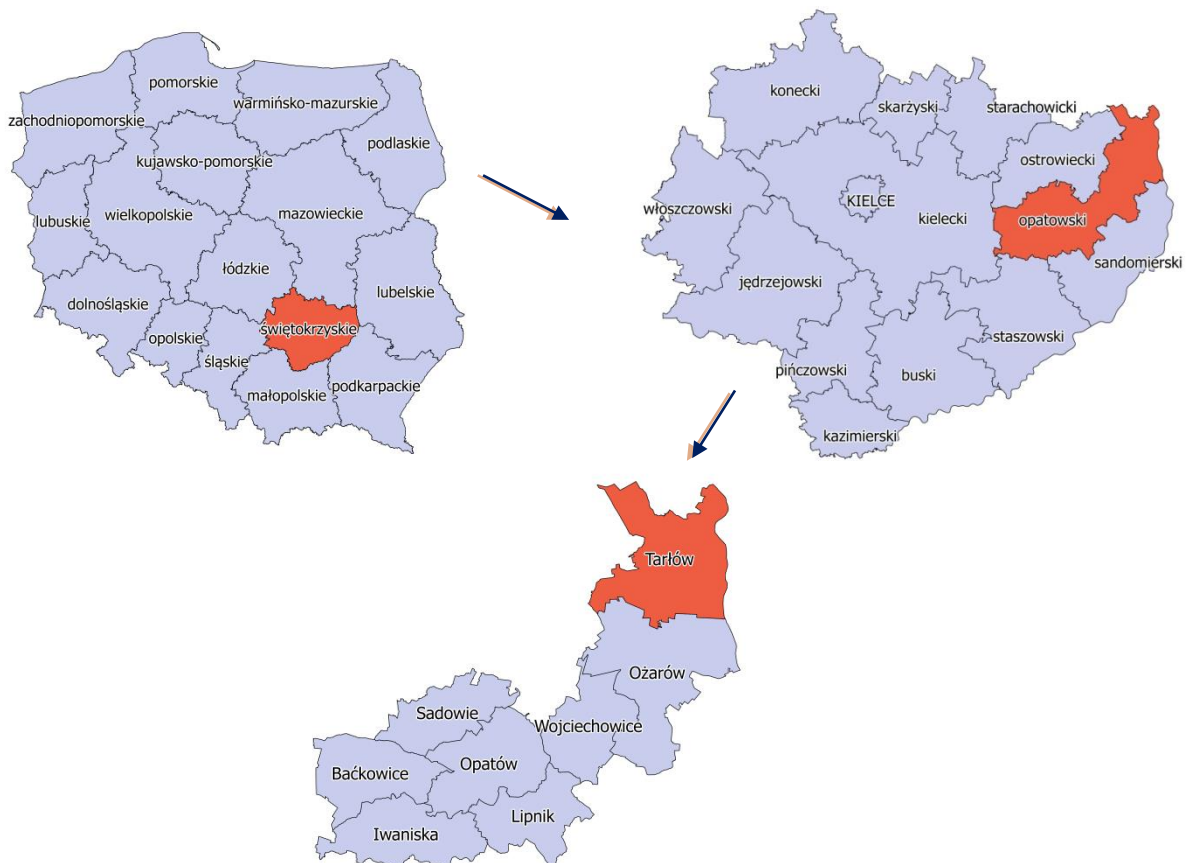 pomorskie
warmińsko-mazurskie
zachodniopomorskie
podlaskie
kujawsko-pomorskie
wielkopolskie
mazowieckie
lubuskie
łódzkie
lubelskie
dolnośląskie
świętokrzyskie
opolskie
śląskie
podkarpackie
małopolskie
konecki
skarżyski
starachowicki
ostrowiecki
KIELCE
włoszczowski
kielecki
opatowski
sandomierski
jędrzejowski
staszowski
pińczowski
buski
kazimierski
Tarłów
Ożarów
Sadowie
Wojciechowice
Opatów
Baćkowice
Lipnik
Iwaniska